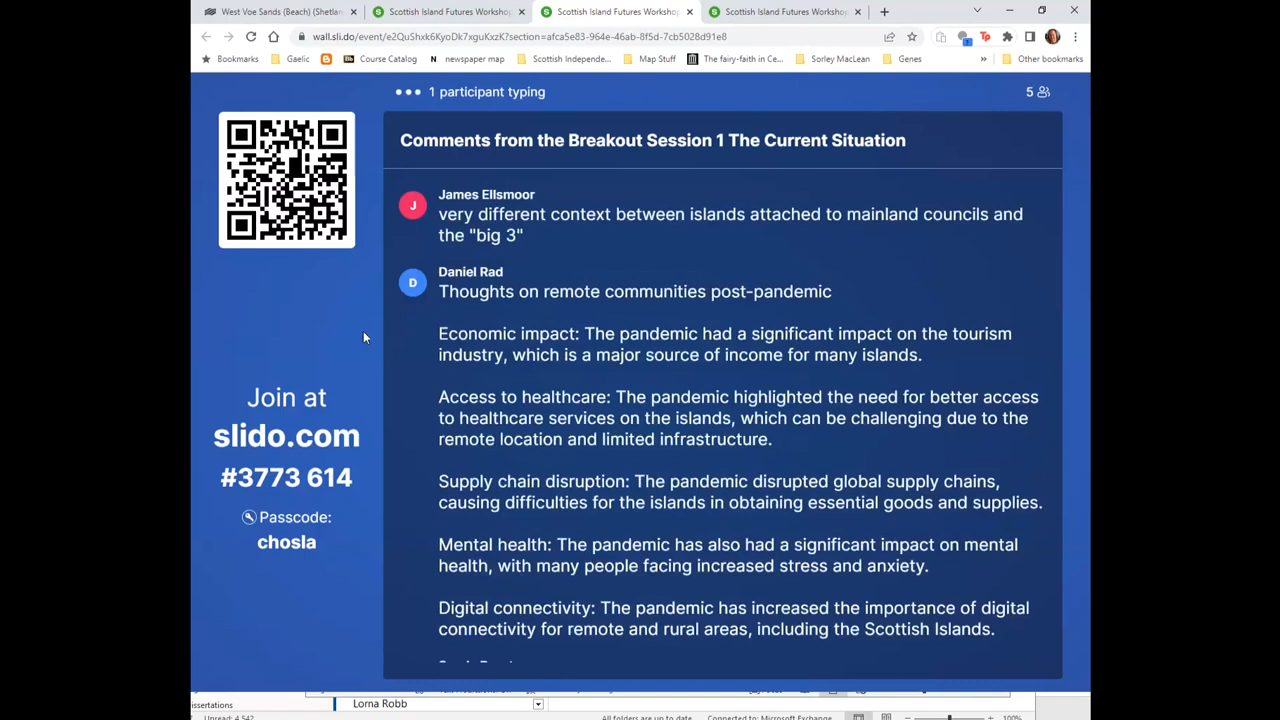 West Voe Sands (Beach) (Shetlan
Scottish Island Futures Workshop
Scottish Island Futures Workshop
Scottish Island Futures Workshop
wall.sli.do/event/e2QuShxk6KyoDk7xguKxzK?section=afca5e83-964e-46ab-8f5d-7cb5028d91e8
Bookmarks
Gaelic
Course Catalog
newspaper map
Scottish Independe...
Map Stuff
The fairy-faith in Ce...
Sorley MacLean
Genes
»
Other bookmarks
1 participant typing
5
Comments from the Breakout Session 1 The Current Situation
J
James Ellsmoor
very different context between islands attached to mainland councils and
the "big 3"
D
Daniel Rad
Thoughts on remote communities post-pandemic
Economic impact: The pandemic had a significant impact on the tourism
industry, which is a major source of income for many islands.
Access to healthcare: The pandemic highlighted the need for better access
to healthcare services on the islands, which can be challenging due to the
remote location and limited infrastructure.
Supply chain disruption: The pandemic disrupted global supply chains,
causing difficulties for the islands in obtaining essential goods and supplies.
Mental health: The pandemic has also had a significant impact on mental
health, with many people facing increased stress and anxiety.
Digital connectivity: The pandemic has increased the importance of digital
connectivity for remote and rural areas, including the Scottish Islands.
Join at
slido.com
#3773 614
Passcode:
chosla
issertations
Lorna Robb
Unread: 4,542
All folders are up to date.
Connected to: Microsoft Exchange
100%